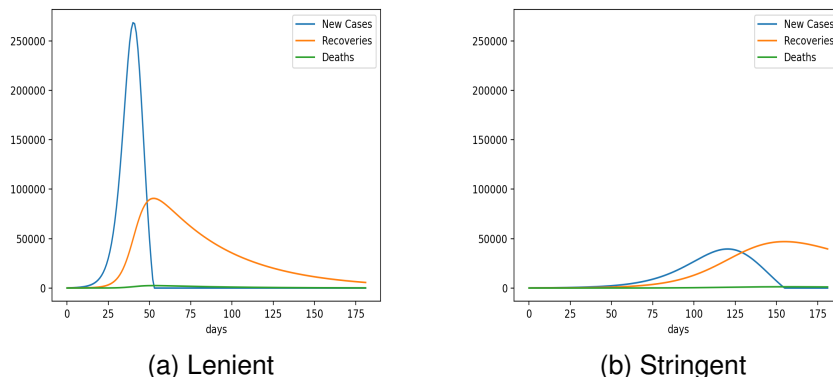 New Cases
Recoveries
Deaths
250000
200000
150000
100000
50000
0
0 25 50 75 100 125 150 175
days
(a) Lenient
New Cases
Recoveries
Deaths
250000
200000
150000
100000
50000
0
0 25 50 75 100 125 150 175
days
(b) Stringent